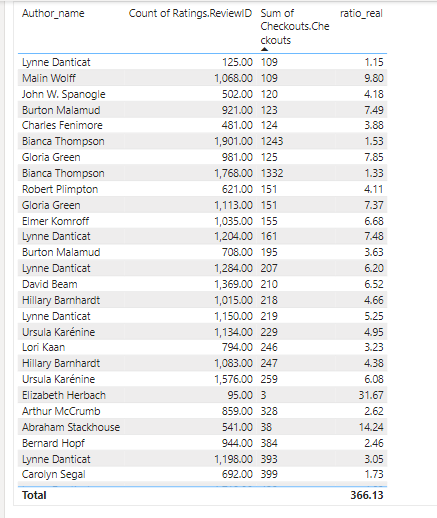 Author_name Count of Ratings.ReviewID Sum of Checkouts.Checkouts ratio_real
Lynne Danticat 125.00 109 1.15
Malin Wolff 1,068.00 109 9.80
John W. Spanogle 502.00 120 4.18
Burton Malamud 921.00 123 7.49
Charles Fenimore 481.00 124 3.88
Bianca Thompson 1,901.00 1243 1.53
Gloria Green 981.00 125 7.85
Bianca Thompson 1,768.00 1332 1.33
Robert Plimpton 621.00 151 4.11
Gloria Green 1,113.00 151 7.37
Elmer Komroff 1,035.00 155 6.68
Lynne Danticat 1,204.00 161 7.48
Burton Malamud 708.00 195 3.63
Lynne Danticat 1,284.00 207 6.20
David Beam 1,369.00 210 6.52
Hillary Barnhardt 1,015.00 218 4.66
Lynne Danticat 1,150.00 219 5.25
Ursula Karénine 1,134.00 229 4.95
Lori Kaan 794.00 246 3.23
Hillary Barnhardt 1,083.00 247 4.38
Ursula Karénine 1,576.00 259 6.08
Elizabeth Herbach 95.00 3 31.67
Arthur McCrumb 859.00 328 2.62
Abraham Stackhouse 541.00 38 14.24
Bernard Hopf 944.00 384 2.46
Lynne Danticat 1,198.00 393 3.05
Carolyn Segal 692.00 399 1.73
Total 366.13